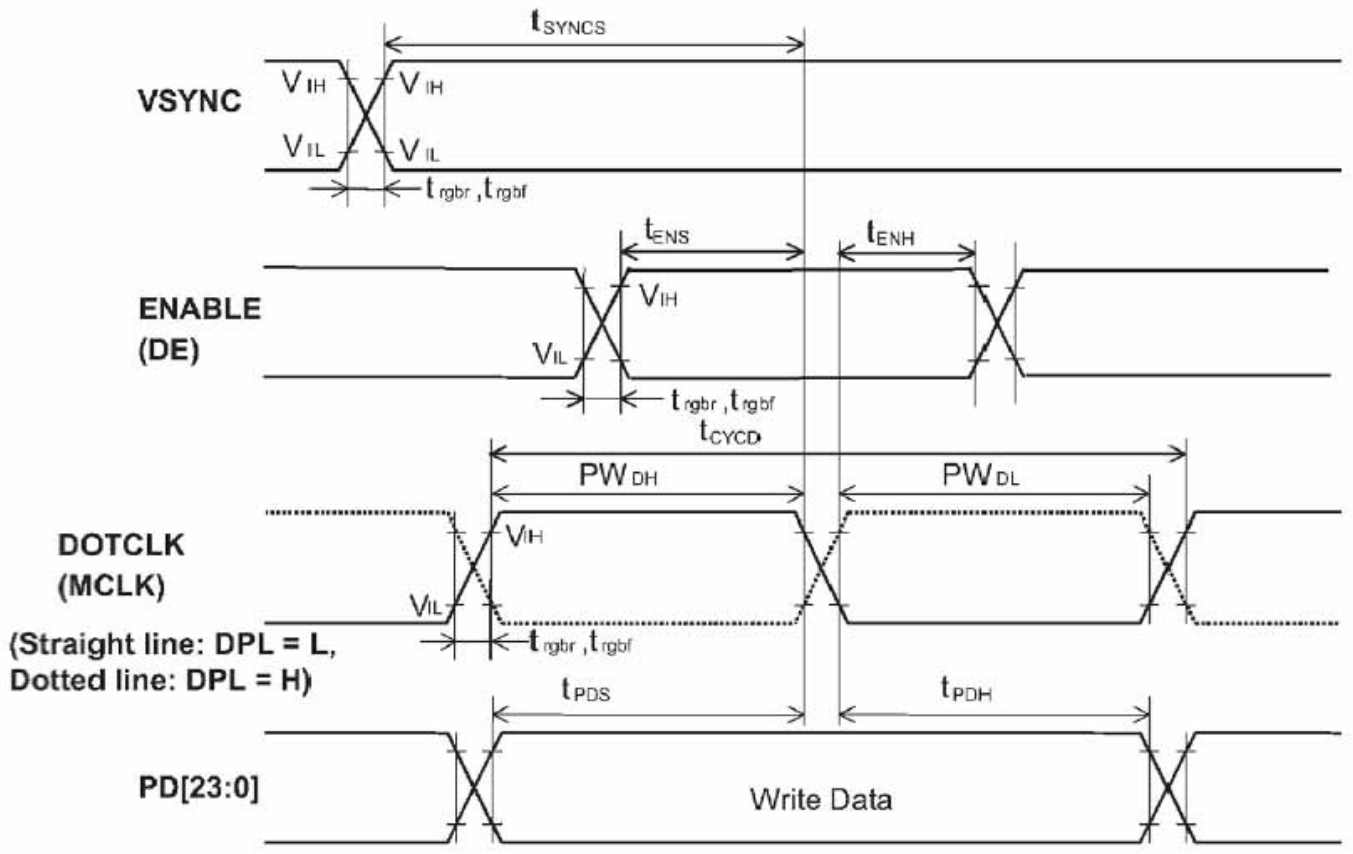 tSYNCS
VSYNC
VIH VIH
VIL VIL
trgbr ,trgbf
tENS tENH
ENABLE
(DE)
VIH
VIL
trgbr ,trgbf
tCYCD
PWDH PWDL
DOTCLK
(MCLK)
VIH
VIL
(Straight line: DPL = L,
Dotted line: DPL = H)
trgbr ,trgbf
tPDS tPDH
PD[23:0]
Write Data